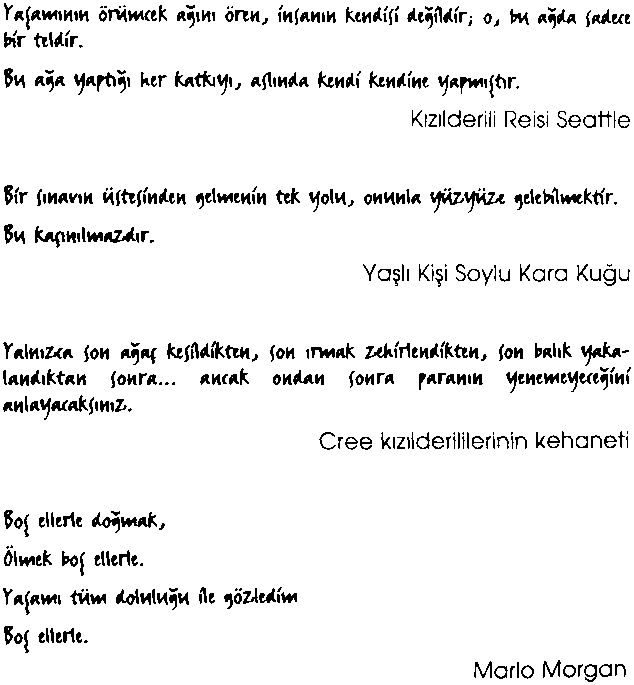 Yaşamının örümcek ağını ören, insanın kendisi değildir; o, bu ağda sadece
bir teldir.
Bu ağa yaptığı her katkıyı, aslında kendi kendine yapmıştır.
Kızılderili Reisi Seattle
Bir sınavın üstesinden gelmenin tek yolu, onunla yüzyüze gelebilmektir.
Bu kaçınılmazdır.
Yaşlı Kişi Soylu Kara Kuğu
Yalnızca son ağaç kesildikten, son ırmak zehirlendikten, son balık yaka-
landıktan sonra... ancak ondan sonra paranın yenemeyeceğini
anlayacaksınız.
Cree kızılderililerinin kehaneti
Boş ellerle doğmak,
Ölmek boş ellerle.
Yaşamı tüm doluluğu ile gözledim
Boş ellerle.
Marlo Morgan